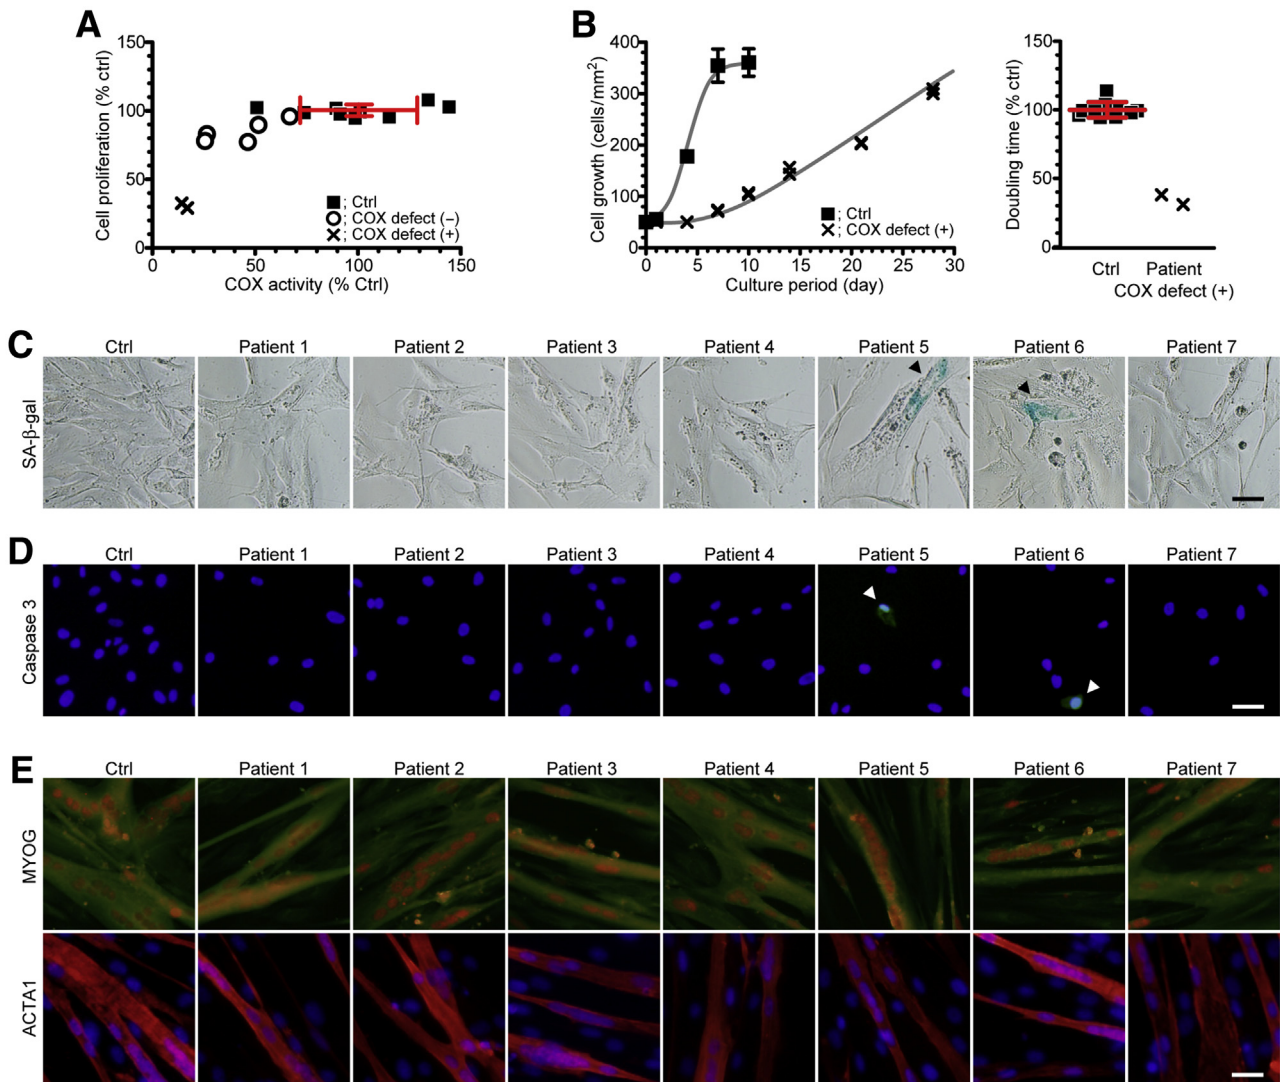 A
Cell proliferation (% ctrl)
150
100
50
0
0
50
100
150
COX activity (% Ctrl)
■; Ctrl
○; COX defect (−)
×; COX defect (+)
B
Cell growth (cells/mm²)
400
300
200
100
0
0
5
10
15
20
25
30
Culture period (day)
■; Ctrl
×; COX defect (+)
Doubling time (% ctrl)
150
100
50
0
Ctrl
Patient
COX defect (+)
C
Ctrl Patient 1 Patient 2 Patient 3 Patient 4 Patient 5 Patient 6 Patient 7
SA-β-gal
D
Ctrl Patient 1 Patient 2 Patient 3 Patient 4 Patient 5 Patient 6 Patient 7
Caspase 3
E
Ctrl Patient 1 Patient 2 Patient 3 Patient 4 Patient 5 Patient 6 Patient 7
MYOG
ACTA1